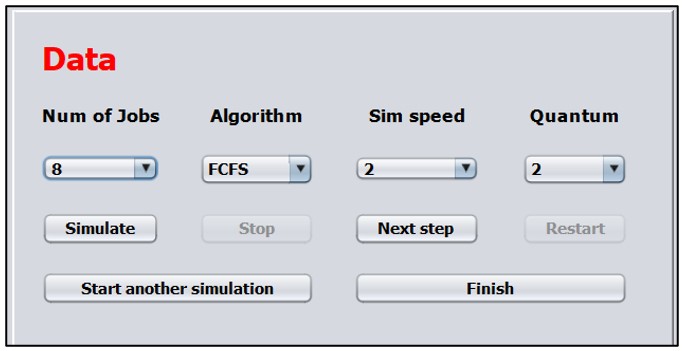 Data
Num of Jobs Algorithm Sim speed Quantum
8 FCFS 2 2
Simulate Stop Next step Restart
Start another simulation Finish